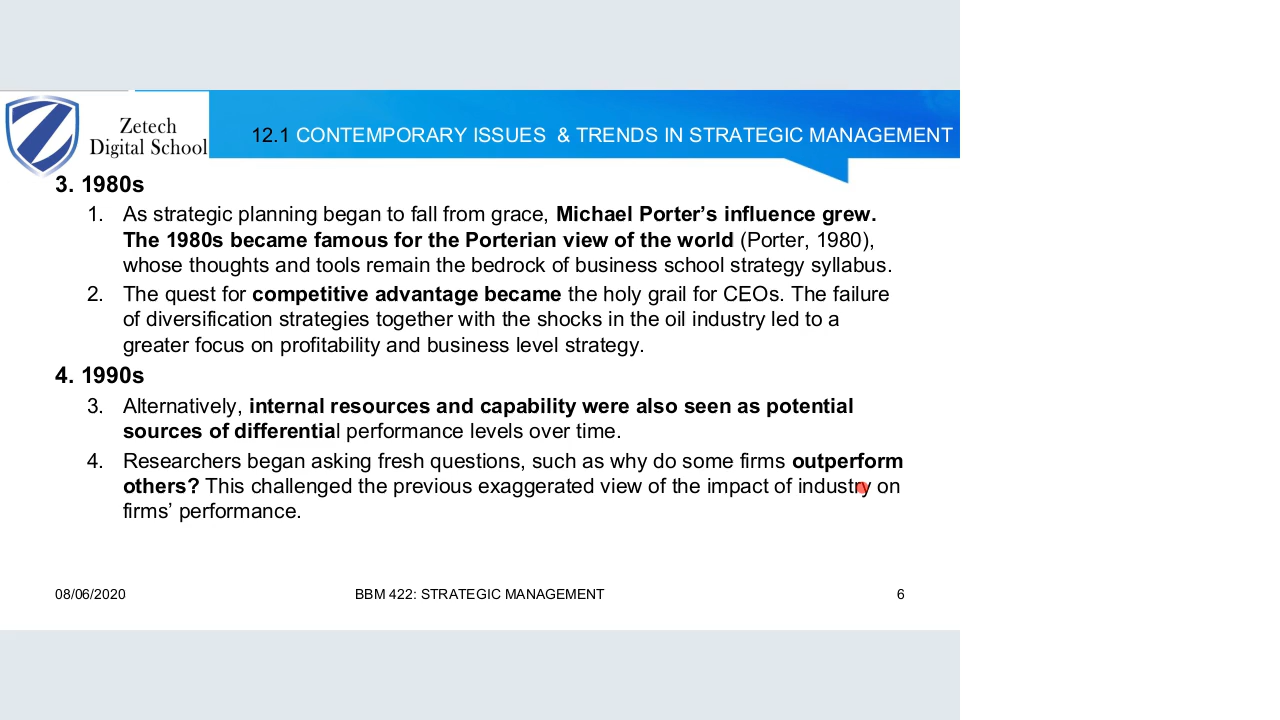 Zetech
Digital School
12.1 CONTEMPORARY ISSUES & TRENDS IN STRATEGIC MANAGEMENT
3. 1980s
1. As strategic planning began to fall from grace, Michael Porter’s influence grew.
The 1980s became famous for the Porterian view of the world (Porter, 1980),
whose thoughts and tools remain the bedrock of business school strategy syllabus.
2. The quest for competitive advantage became the holy grail for CEOs. The failure
of diversification strategies together with the shocks in the oil industry led to a
greater focus on profitability and business level strategy.
4. 1990s
3. Alternatively, internal resources and capability were also seen as potential
sources of differential performance levels over time.
4. Researchers began asking fresh questions, such as why do some firms outperform
others? This challenged the previous exaggerated view of the impact of industry on
firms’ performance.
08/06/2020 BBM 422: STRATEGIC MANAGEMENT 6